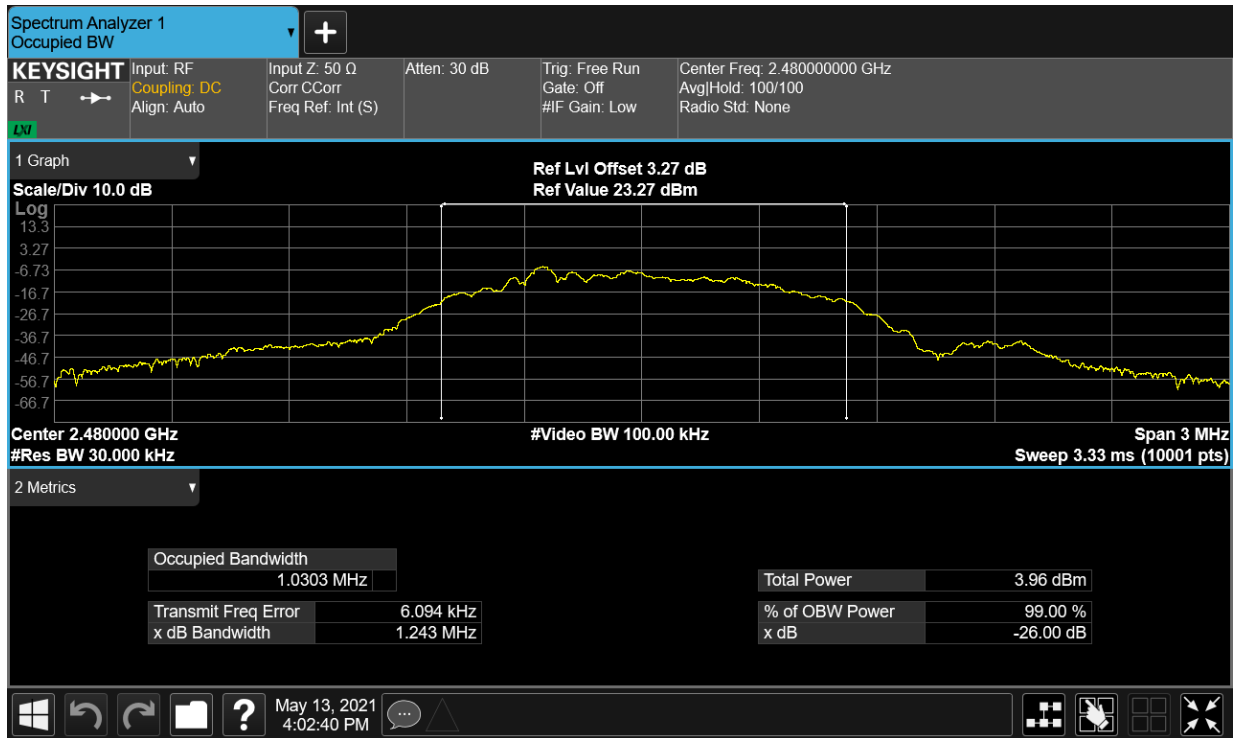 Spectrum Analyzer 1
Occupied BW
KEYSIGHT
R T
LXI
Input: RF
Coupling: DC
Align: Auto
Input Z: 50 Ω
Corr CCorr
Freq Ref: Int (S)
Atten: 30 dB
Trig: Free Run
Gate: Off
#IF Gain: Low
Center Freq: 2.480000000 GHz
Avg|Hold: 100/100
Radio Std: None
1 Graph
Scale/Div 10.0 dB
Ref Lvl Offset 3.27 dB
Ref Value 23.27 dBm
Log
13.3
3.27
-6.73
-16.7
-26.7
-36.7
-46.7
-56.7
-66.7
Center 2.480000 GHz
#Video BW 100.00 kHz
Span 3 MHz
#Res BW 30.000 kHz
Sweep 3.33 ms (10001 pts)
2 Metrics
Occupied Bandwidth
1.0303 MHz
Total Power 3.96 dBm
Transmit Freq Error 6.094 kHz
% of OBW Power 99.00 %
x dB Bandwidth 1.243 MHz
x dB -26.00 dB
?
May 13, 2021
4:02:40 PM